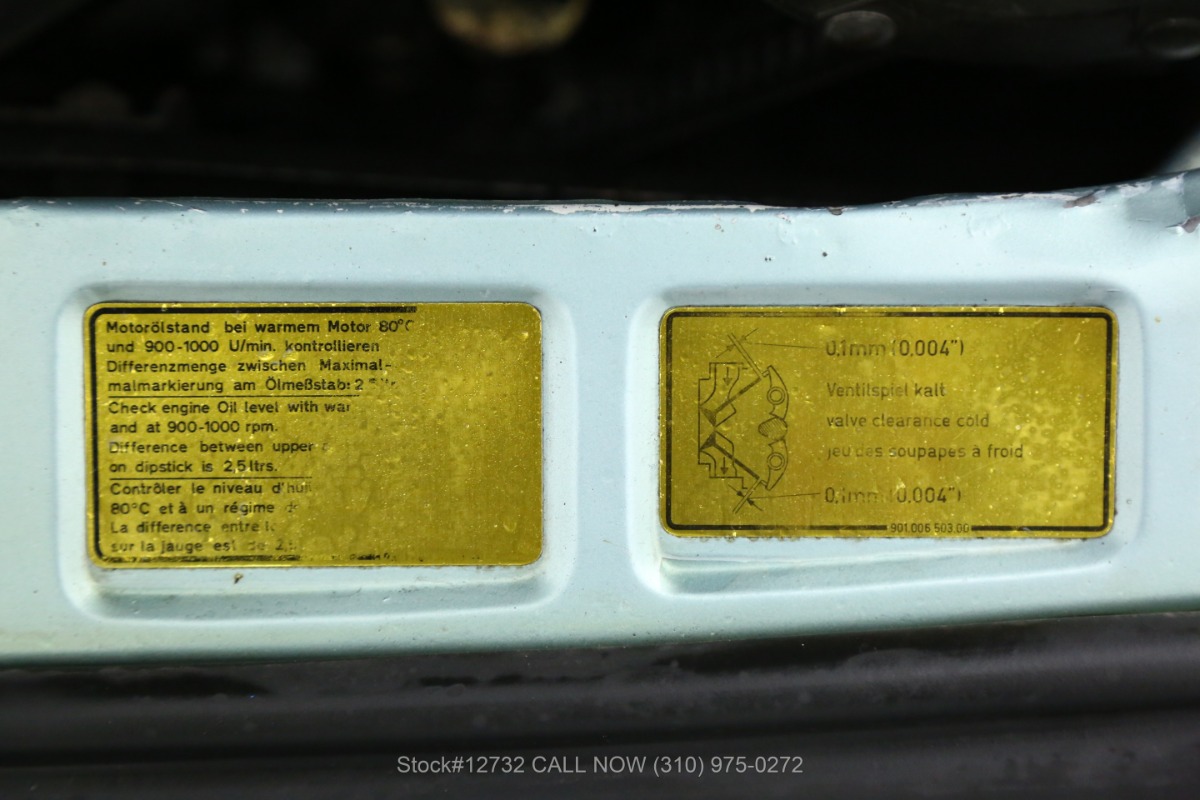 Motorölstand bei warmem Motor 80°C
und 900-1000 U/min. kontrollieren
Differenzmenge zwischen Maximal-
malmarkierung am Ölmeßstab: 2
Check engine Oil level with
and at 900-1000 rpm.
Difference between upper
on dipstick is 2,5 ltrs.
Contrôler le niveau
80°C et à un régime
La difference entre
sur la jauge est de 2,
0,1mm (0,004")
Ventilspiel kalt
valve clearance cold
jeu des soupapes à froid
0,1mm (0,004")
901.006.503.00
Stock#12732 CALL NOW (310) 975-0272